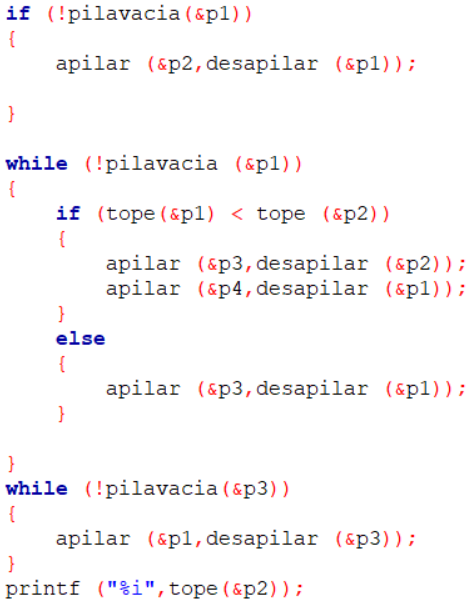 if (!pilavacia(&p1))
{
    apilar (&p2,desapilar (&p1));
}
while (!pilavacia (&p1))
{
    if (tope(&p1) < tope (&p2))
    {
        apilar (&p3,desapilar (&p2));
        apilar (&p4,desapilar (&p1));
    }
    else
    {
        apilar (&p3,desapilar (&p1));
    }
}
while (!pilavacia(&p3))
{
    apilar (&p1,desapilar (&p3));
}
printf ("%i",tope(&p2));